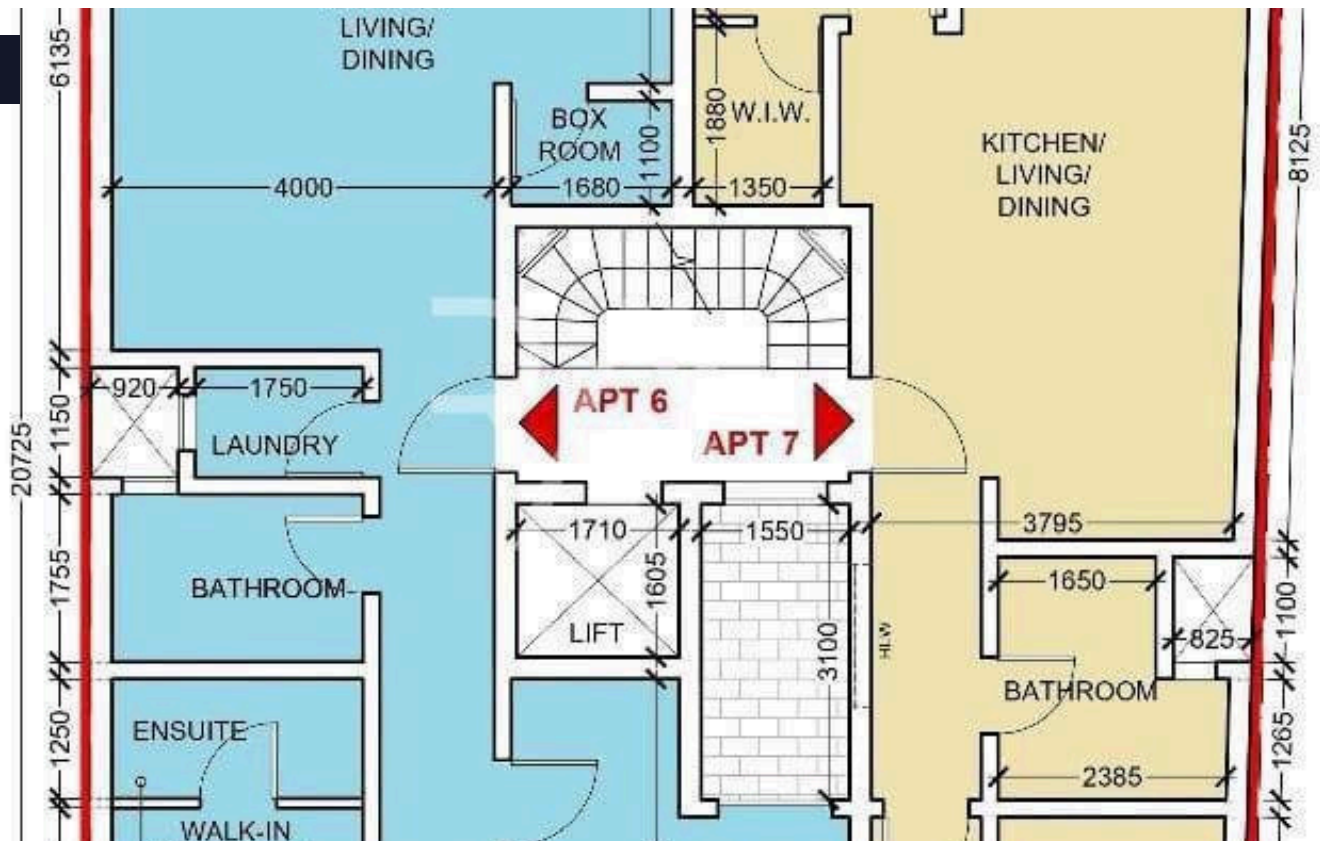 6135
LIVING/
DINING
BOX
ROOM
1100
1880
W.I.W.
KITCHEN/
LIVING/
DINING
8125
4000
1680
1350
920
1750
APT 6
1150
LAUNDRY
APT 7
20725
1710
1550
3795
1755
BATHROOM
1605
1650
1100
LIFT
3100
825
BATHROOM
1250
ENSUITE
1265
2385
WALK-IN